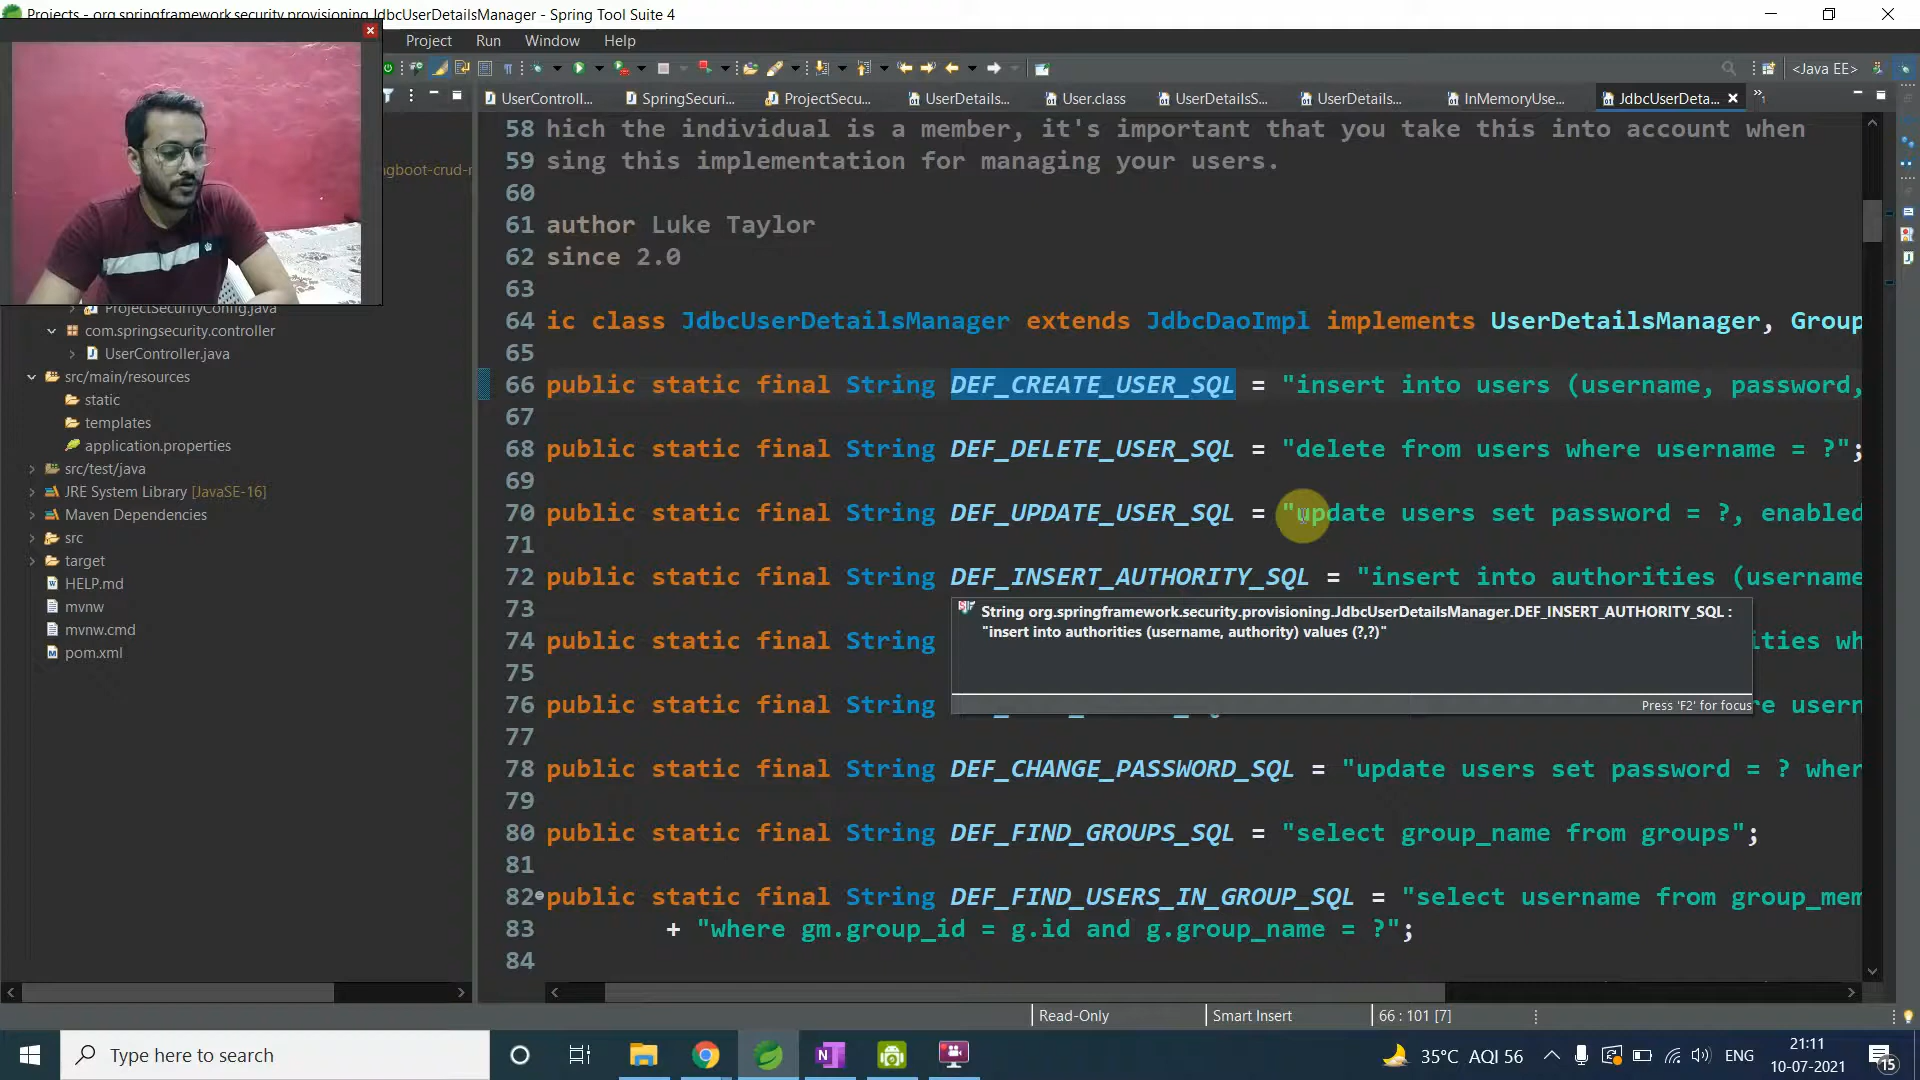 Projects - org.springframework.security.provisioning.JdbcUserDetailsManager - Spring Tool Suite 4
Project Run Window Help
<Java EE>
UserControll... SpringSecuri... ProjectSecu... UserDetails... User.class UserDetailsS... UserDetails... InMemoryUse... JdbcUserDeta... »1
ngboot-crud-r
ProjectSecurityConfig.java
com.springsecurity.controller
UserController.java
src/main/resources
static
templates
application.properties
src/test/java
JRE System Library [JavaSE-16]
Maven Dependencies
src
target
HELP.md
mvnw
mvnw.cmd
pom.xml
58 hich the individual is a member, it's important that you take this into account when
59 sing this implementation for managing your users.
60
61 author Luke Taylor
62 since 2.0
63
64 ic class JdbcUserDetailsManager extends JdbcDaoImpl implements UserDetailsManager, Group
65
66 public static final String DEF_CREATE_USER_SQL = "insert into users (username, password,
67
68 public static final String DEF_DELETE_USER_SQL = "delete from users where username = ?";
69
70 public static final String DEF_UPDATE_USER_SQL = "update users set password = ?, enabled
71
72 public static final String DEF_INSERT_AUTHORITY_SQL = "insert into authorities (username
73
String org.springframework.security.provisioning.JdbcUserDetailsManager.DEF_INSERT_AUTHORITY_SQL :
"insert into authorities (username, authority) values (?,?)"
Press 'F2' for focus
74 public static final String ities wh
75
76 public static final String re usern
77
78 public static final String DEF_CHANGE_PASSWORD_SQL = "update users set password = ? wher
79
80 public static final String DEF_FIND_GROUPS_SQL = "select group_name from groups";
81
82 public static final String DEF_FIND_USERS_IN_GROUP_SQL = "select username from group_mem
83 + "where gm.group_id = g.id and g.group_name = ?";
84
Read-Only Smart Insert 66 : 101 [7]
Type here to search
35°C AQI 56 ENG 21:11
10-07-2021
15